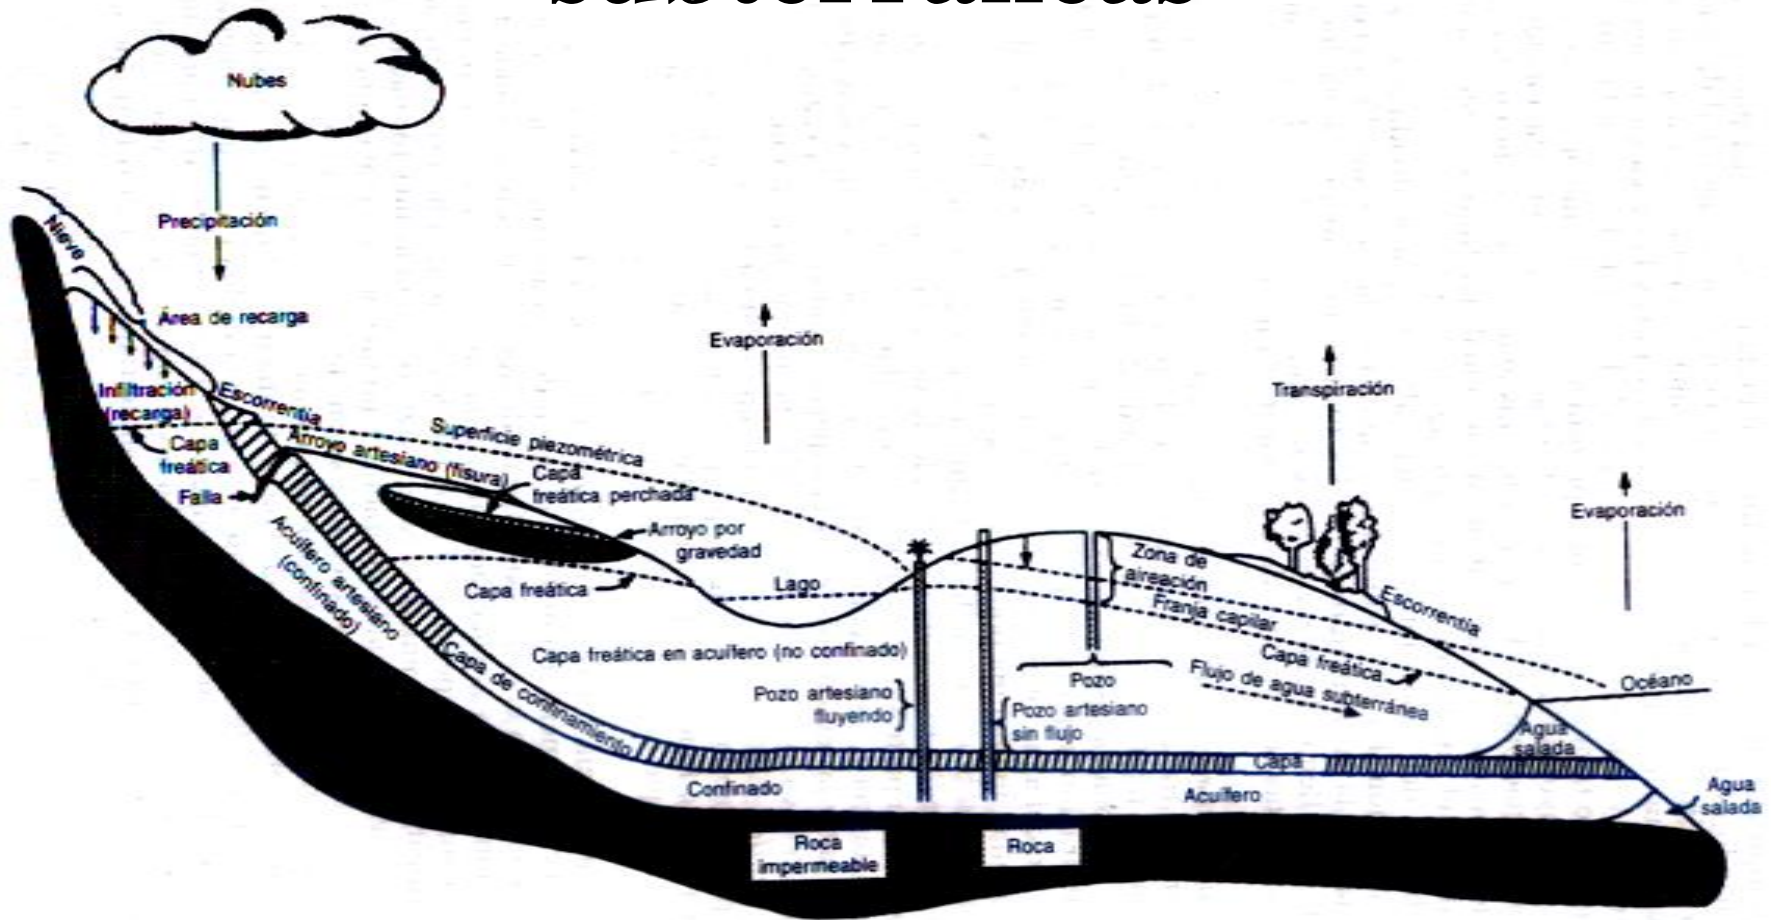 subterráneas
Nubes
Precipitación
Nieve
Área de recarga
Infiltración
(recarga)
Escorrentía
Superficie piezométrica
Evaporación
Transpiración
Evaporación
Capa
freática
Falla
Arroyo artesiano (fisura)
Capa
freática perchada
Arroyo por
gravedad
Acuífero artesiano
(confinado)
Capa freática
Lago
Zona de
aireación
Franja capilar
Escorrentía
Capa de confinamiento
Capa freática en acuífero (no confinado)
Capa freática
Pozo
Flujo de agua subterránea
Océano
Pozo artesiano
fluyendo
Pozo artesiano
sin flujo
Agua
salada
Capa
Confinado
Acuífero
Agua
salada
Roca
impermeable
Roca